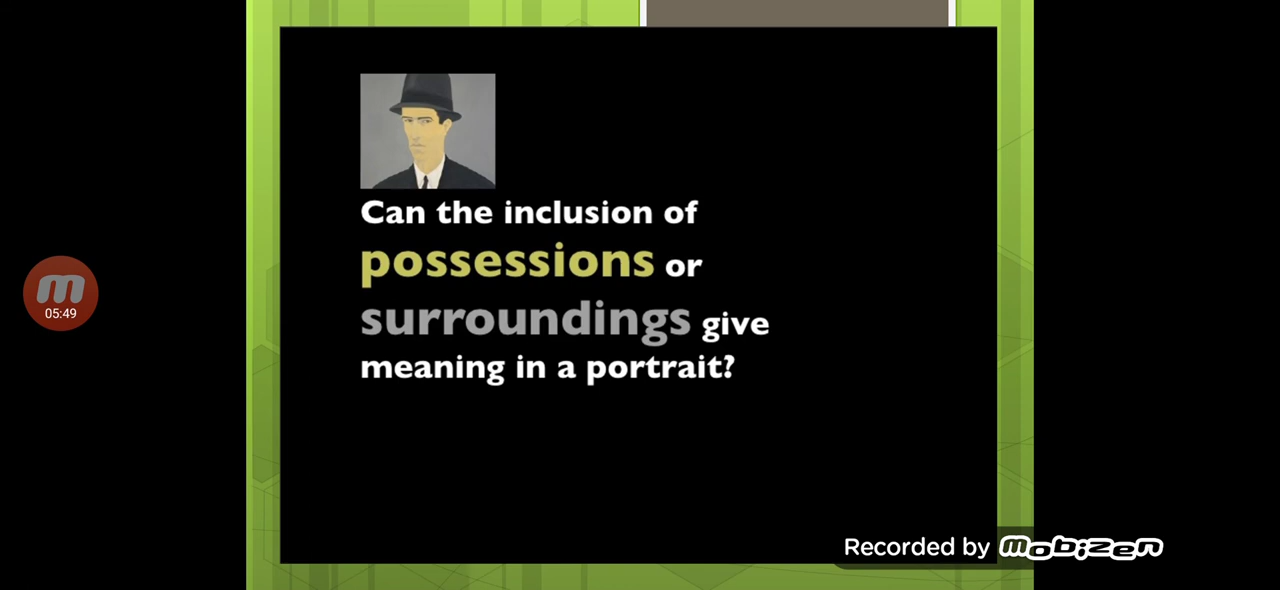 Can the inclusion of
possessions or
surroundings give
meaning in a portrait?
05:49
Recorded by mobizen